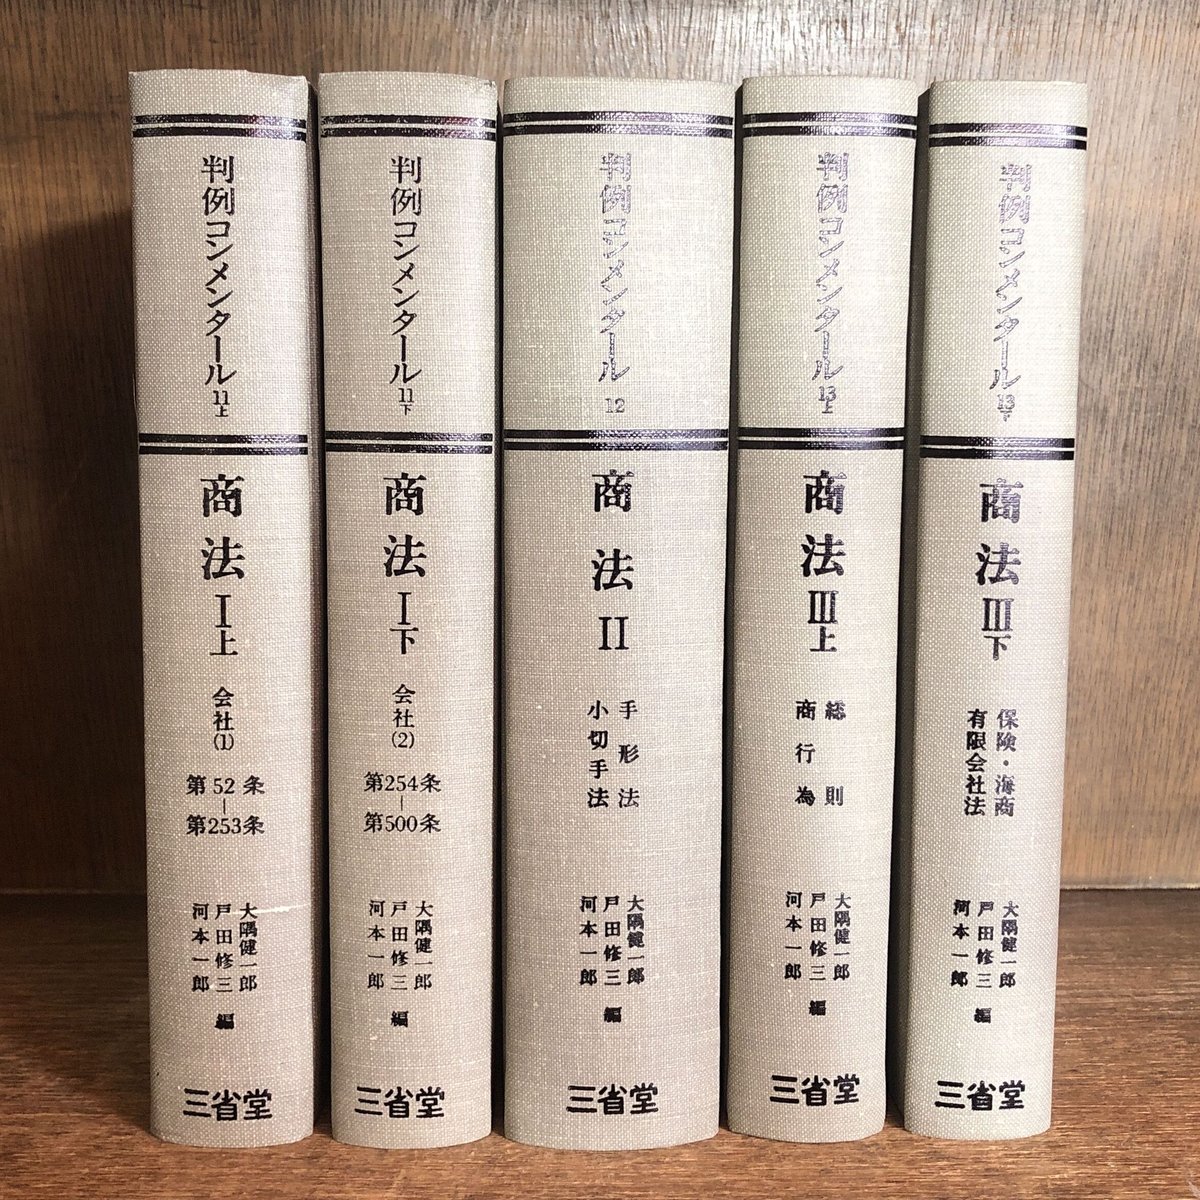 判例コンメンタール 11上
商法 I上
会社(1)
第52条
|
第253条
大隅健一郎
戸田修三
河本一郎
編
三省堂
判例コンメンタール 11下
商法 I下
会社(2)
第254条
|
第500条
大隅健一郎
戸田修三
河本一郎
編
三省堂
判例コンメンタール 12
商法 II
手形法
小切手法
大隅健一郎
戸田修三
河本一郎
編
三省堂
判例コンメンタール 13上
商法 III上
総則
商行為
大隅健一郎
戸田修三
河本一郎
編
三省堂
判例コンメンタール 13下
商法 III下
保険・海商
有限会社法
大隅健一郎
戸田修三
河本一郎
編
三省堂